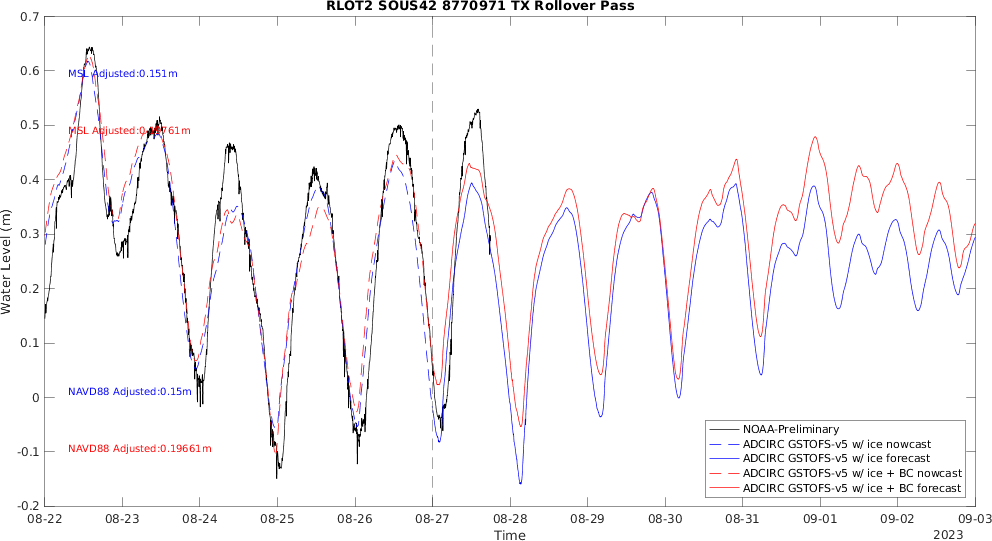 RLOT2 SOUS42 8770971 TX Rollover Pass
0.7
0.6
0.5
0.4
0.3
0.2
0.1
0
-0.1
-0.2
Water Level (m)
MSL Adjusted:0.151m
MSL
NAVD88 Adjusted:0.15m
NAVD88 Adjusted:0.19661m
NOAA-Preliminary
ADCIRC GSTOFS-v5 w/ ice nowcast
ADCIRC GSTOFS-v5 w/ ice forecast
ADCIRC GSTOFS-v5 w/ ice + BC nowcast
ADCIRC GSTOFS-v5 w/ ice + BC forecast
08-22 08-23 08-24 08-25 08-26 08-27 08-28 08-29 08-30 08-31 09-01 09-02 09-03
Time
2023